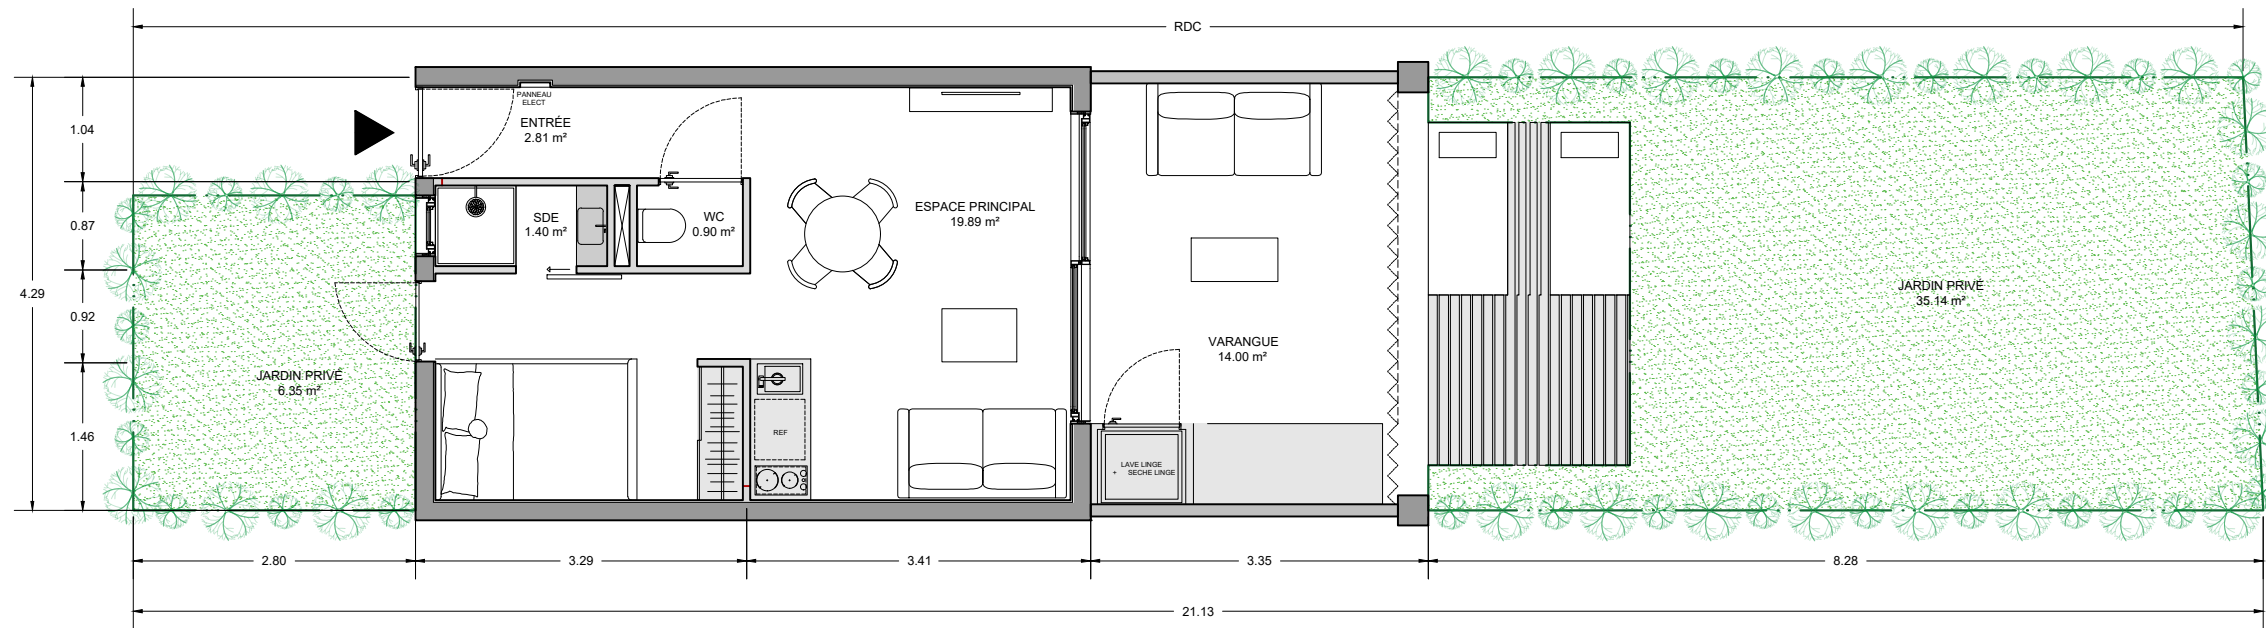 RDC
PANNEAU
ELECT
ENTRÉE
2.81 m²
1.04
0.87
4.29
0.92
1.46
SDE
1.40 m²
WC
0.90 m²
ESPACE PRINCIPAL
19.89 m²
JARDIN PRIVÉ
35.14 m²
VARANGUE
14.00 m²
JARDIN PRIVÉ
6.35 m²
REF
LAVE LINGE
+ SECHE LINGE
2.80
3.29
3.41
3.35
8.28
21.13